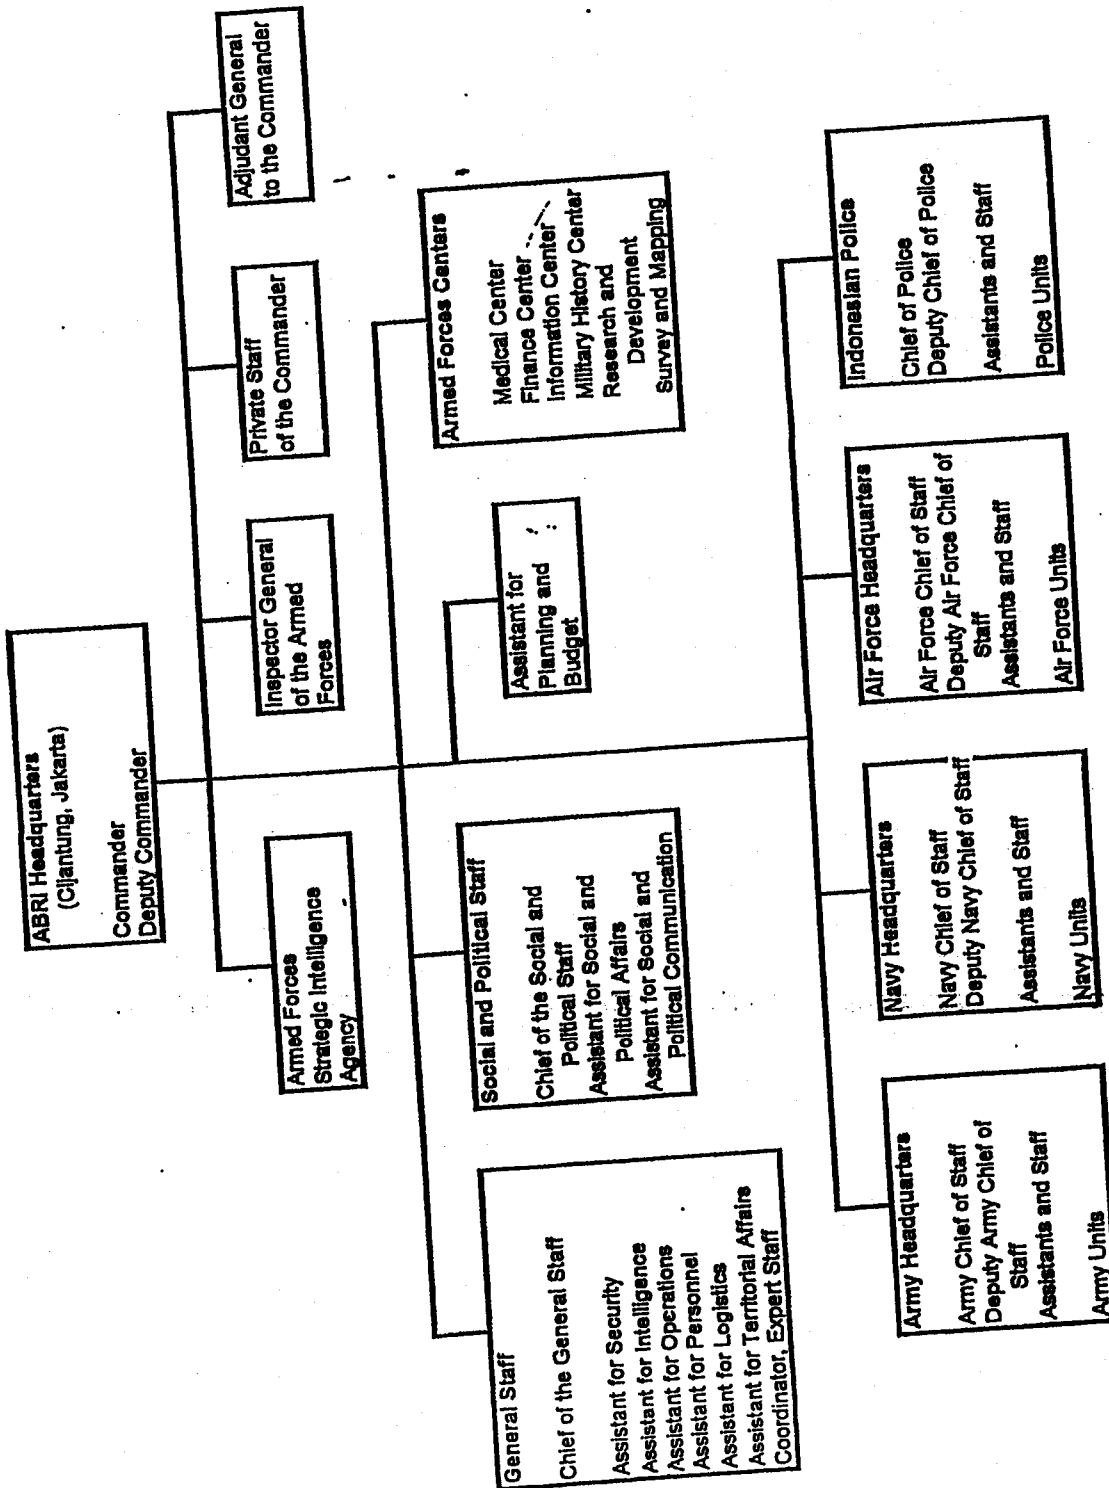 ABRI Headquarters
(Cijantung, Jakarta)
Commander
Deputy Commander
Armed Forces
Strategic Intelligence
Agency
Inspector General
of the Armed
Forces
Private Staff
of the Commander
Adjudant General
to the Commander
General Staff
Chief of the General Staff
Assistant for Security
Assistant for Intelligence
Assistant for Operations
Assistant for Personnel
Assistant for Logistics
Assistant for Territorial Affairs
Coordinator, Expert Staff
Social and Political Staff
Chief of the Social and
Political Staff
Assistant for Social and
Political Affairs
Assistant for Social and
Political Communication
Assistant for
Planning and
Budget
Armed Forces Centers
Medical Center
Finance Center
Information Center
Military History Center
Research and
Development
Survey and Mapping
Army Headquarters
Army Chief of Staff
Deputy Army Chief of
Staff
Assistants and Staff
Army Units
Navy Headquarters
Navy Chief of Staff
Deputy Navy Chief of Staff
Assistants and Staff
Navy Units
Air Force Headquarters
Air Force Chief of Staff
Deputy Air Force Chief of
Staff
Assistants and Staff
Air Force Units
Indonesian Police
Chief of Police
Deputy Chief of Police
Assistants and Staff
Police Units